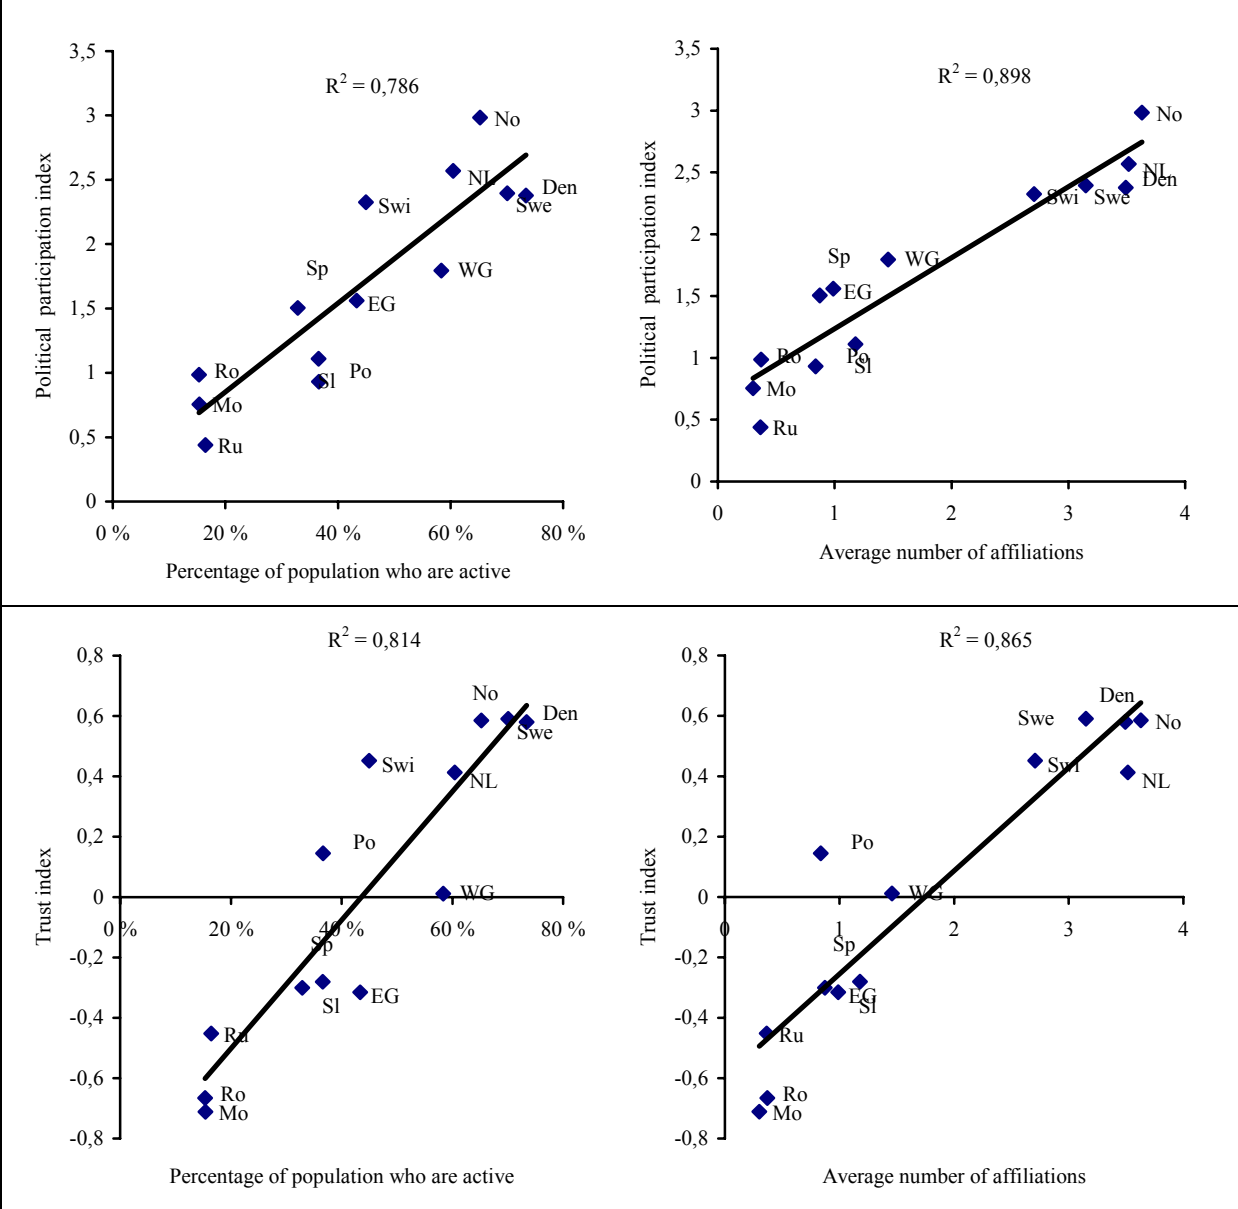 3,5
R2 = 0,786
3
No
Den
2,5
NL
Swe
Swi
2
Sp
WG
1,5
EG
1
Ro
Po
Sl
Mo
0,5
Ru
0
0 %
20 %
40 %
60 %
80 %
Political participation index
Percentage of population who are active
3,5
R2 = 0,898
3
No
2,5
NL
Den
Swi
Swe
2
Sp
WG
1,5
EG
1
Ro
Po
Sl
Mo
0,5
Ru
0
0
1
2
3
4
Political participation index
Average number of affiliations
R2 = 0,814
0,8
No
0,6
Den
Swe
Swi
0,4
NL
0,2
Po
0
WG
0 %
20 %
40 %
60 %
80 %
Sp
-0,2
EG
Sl
-0,4
Ru
-0,6
Ro
Mo
-0,8
Trust index
Percentage of population who are active
R2 = 0,865
0,8
Den
0,6
Swe
No
Swi
0,4
NL
0,2
Po
0
WG
0
1
2
3
4
Sp
-0,2
EG
Sl
-0,4
Ru
-0,6
Ro
Mo
-0,8
Trust index
Average number of affiliations